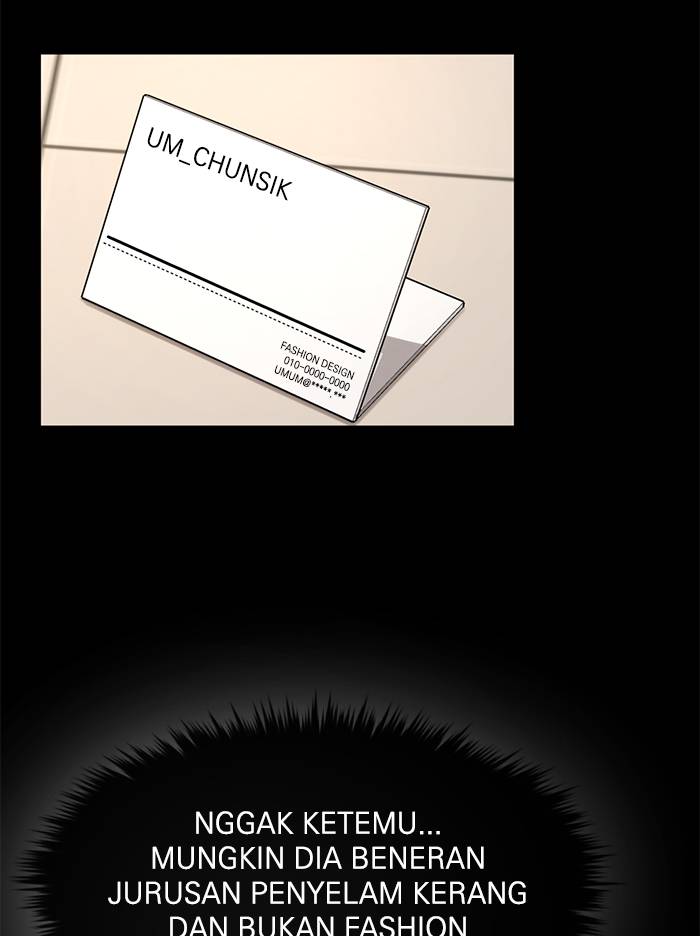 UM_CHUNSIK
FASHION DESIGN
010-0000-0000
UMUM@*****.***
NGGAK KETEMU...
MUNGKIN DIA BENERAN
JURUSAN PENYELAM KERANG
DAN BUKAN FASHION